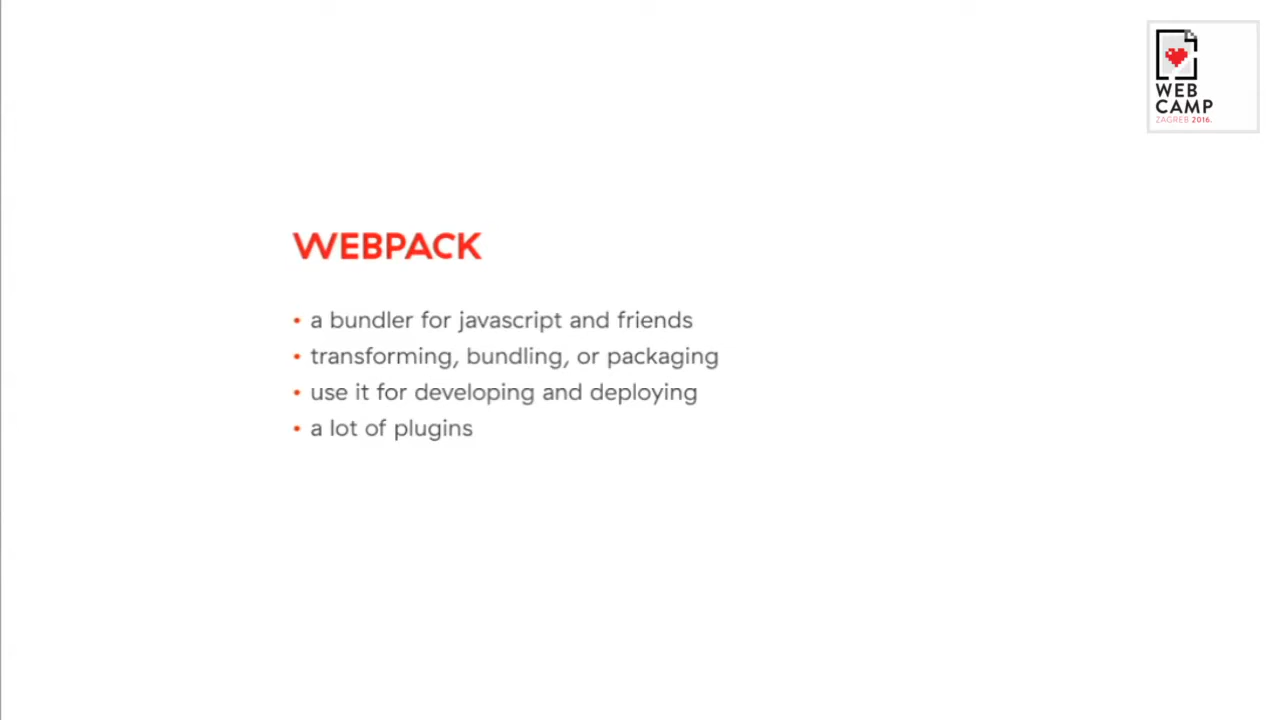 WEB
CAMP
ZAGREB 2016.
WEBPACK
• a bundler for javascript and friends
• transforming, bundling, or packaging
• use it for developing and deploying
• a lot of plugins